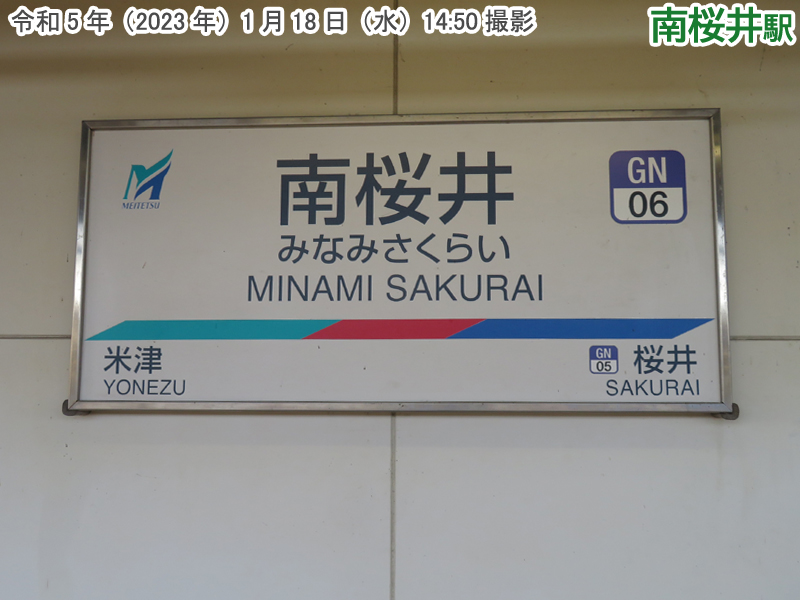 令和5年（2023年）1月18日（水）14:50撮影
南桜井駅
MEITETSU
南桜井
みなみさくらい
MINAMI SAKURAI
GN
06
米津
YONEZU
GN
05
桜井
SAKURAI